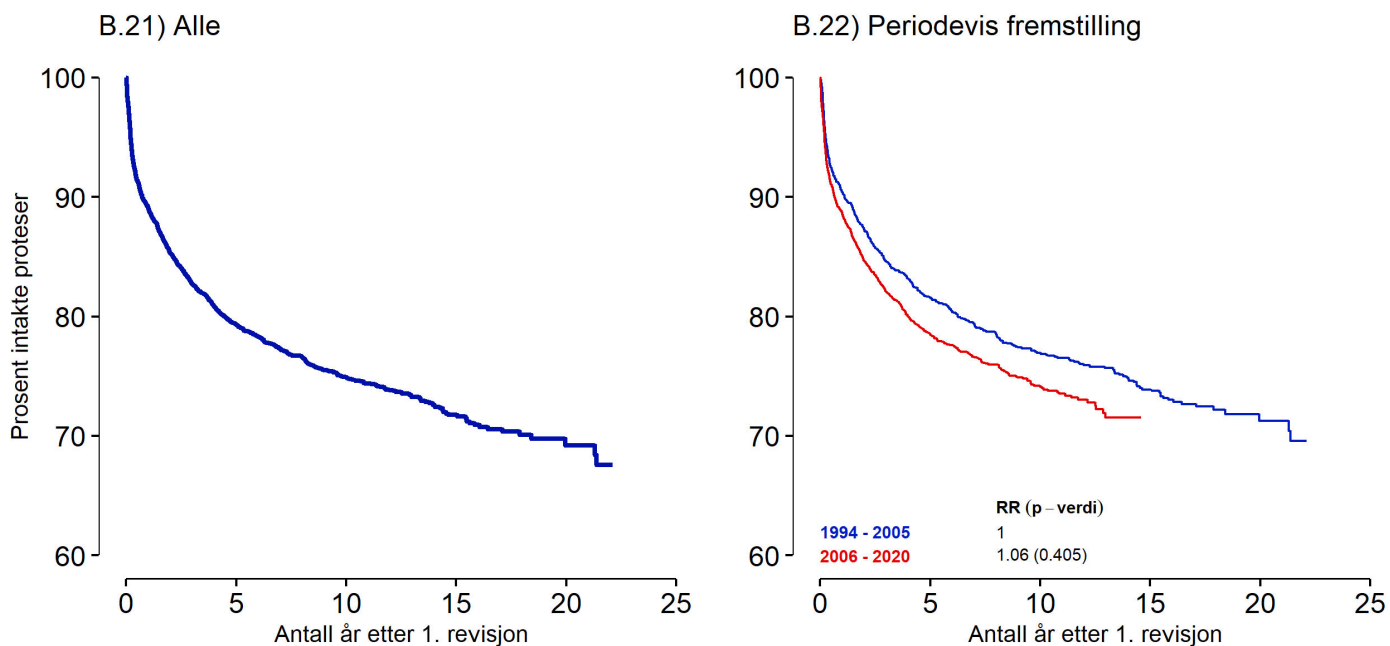 B.21) Alle
Prosent intakte proteser
100
90
80
70
60
0 5 10 15 20 25
Antall år etter 1. revisjon
B.22) Periodevis fremstilling
100
90
80
70
60
RR (p – verdi)
1994 - 2005 1
2006 - 2020 1.06 (0.405)
0 5 10 15 20 25
Antall år etter 1. revisjon